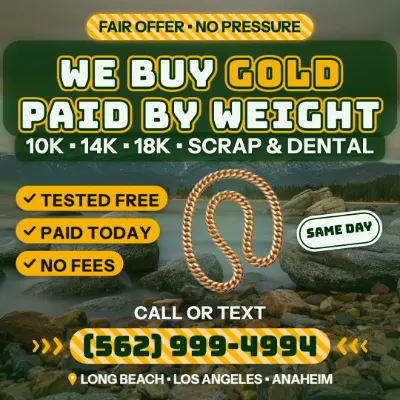 FAIR OFFER • NO PRESSURE
WE BUY GOLD
PAID BY WEIGHT
10K • 14K • 18K • SCRAP & DENTAL
✓ TESTED FREE
✓ PAID TODAY
✓ NO FEES
SAME DAY
CALL OR TEXT
(562) 999-4994
LONG BEACH • LOS ANGELES • ANAHEIM